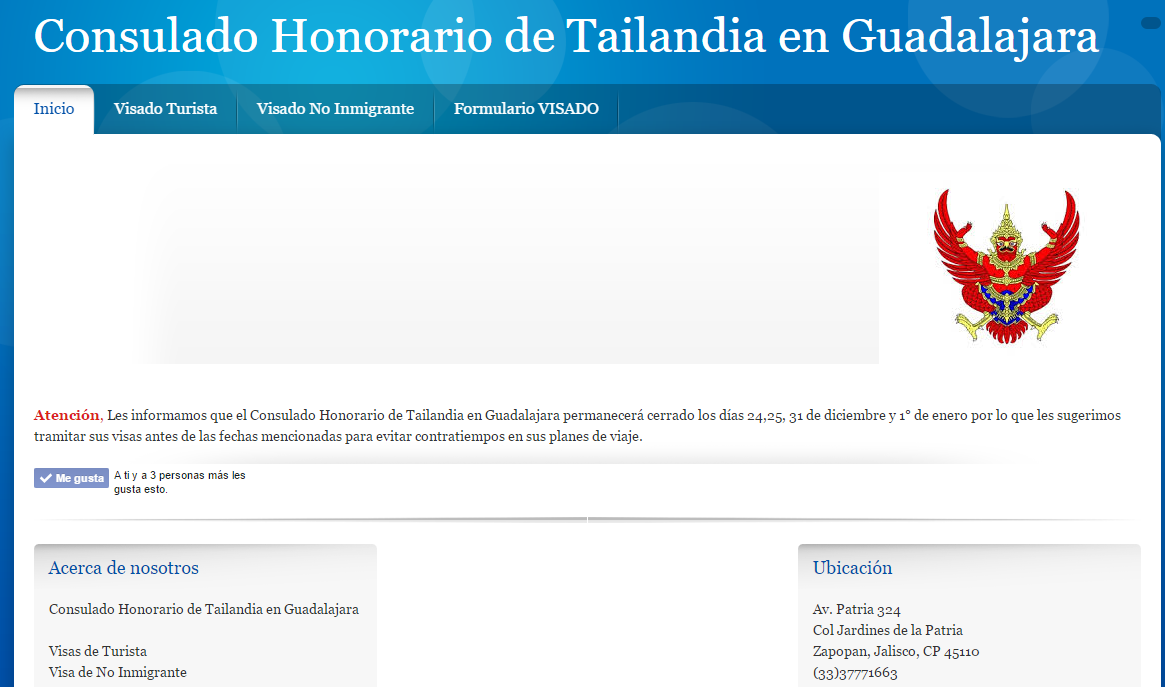 Consulado Honorario de Tailandia en Guadalajara
Inicio
Visado Turista
Visado No Inmigrante
Formulario VISADO
Atención, Les informamos que el Consulado Honorario de Tailandia en Guadalajara permanecerá cerrado los días 24,25, 31 de diciembre y 1° de enero por lo que les sugerimos
tramitar sus visas antes de las fechas mencionadas para evitar contratiempos en sus planes de viaje.
Me gusta
A ti y a 3 personas más les
gusta esto.
Acerca de nosotros
Consulado Honorario de Tailandia en Guadalajara
Visas de Turista
Visa de No Inmigrante
Ubicación
Av. Patria 324
Col Jardines de la Patria
Zapopan, Jalisco, CP 45110
(33)37771663